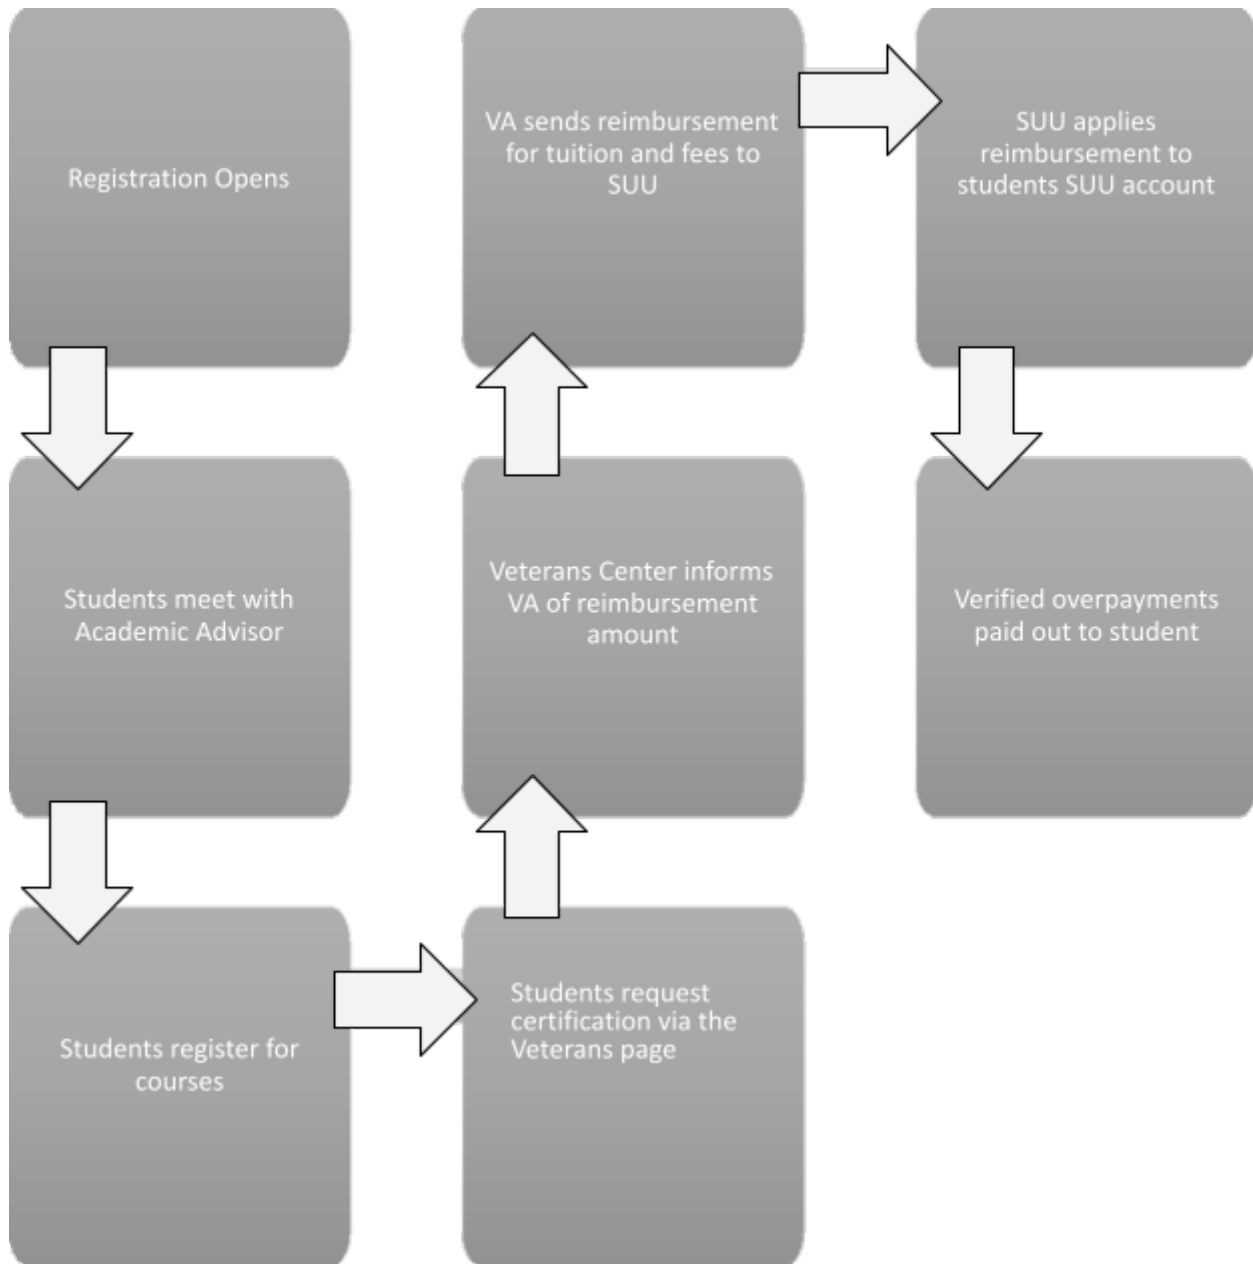 Registration Opens
Students meet with
Academic Advisor
Students register for
courses
Students request
certification via the
Veterans page
Veterans Center informs
VA of reimbursement
amount
VA sends reimbursement
for tuition and fees to
SUU
SUU applies
reimbursement to
students SUU account
Verified overpayments
paid out to student